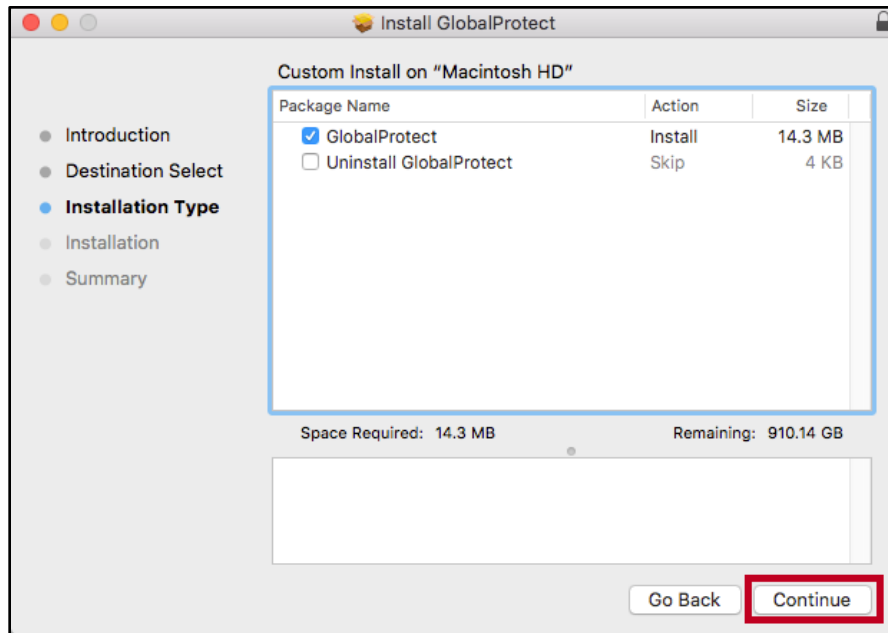 Install GlobalProtect
Custom Install on “Macintosh HD”
Introduction
Destination Select
Installation Type
Installation
Summary
Package Name Action Size
GlobalProtect Install 14.3 MB
Uninstall GlobalProtect Skip 4 KB
Space Required: 14.3 MB Remaining: 910.14 GB
Go Back Continue